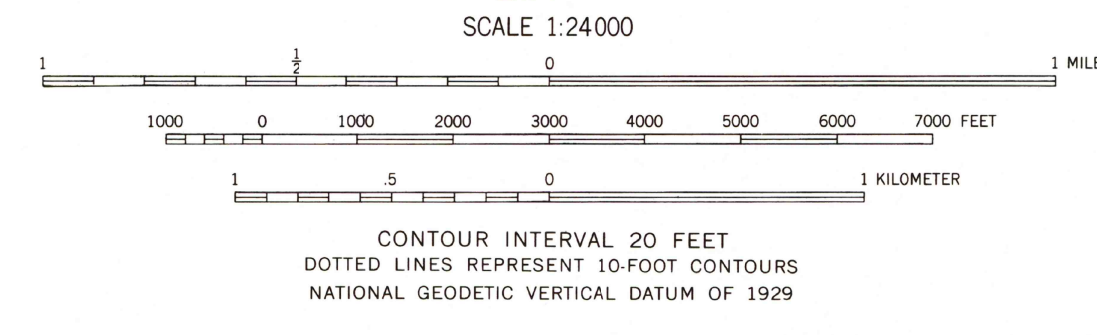 SCALE 1:24000
1 1/2 0 1
1000 0 1000 2000 3000 4000 5000 6000 7000 FEET
1 .5 0 1 KILOMETER
CONTOUR INTERVAL 20 FEET
DOTTED LINES REPRESENT 10-FOOT CONTOURS
NATIONAL GEODETIC VERTICAL DATUM OF 1929